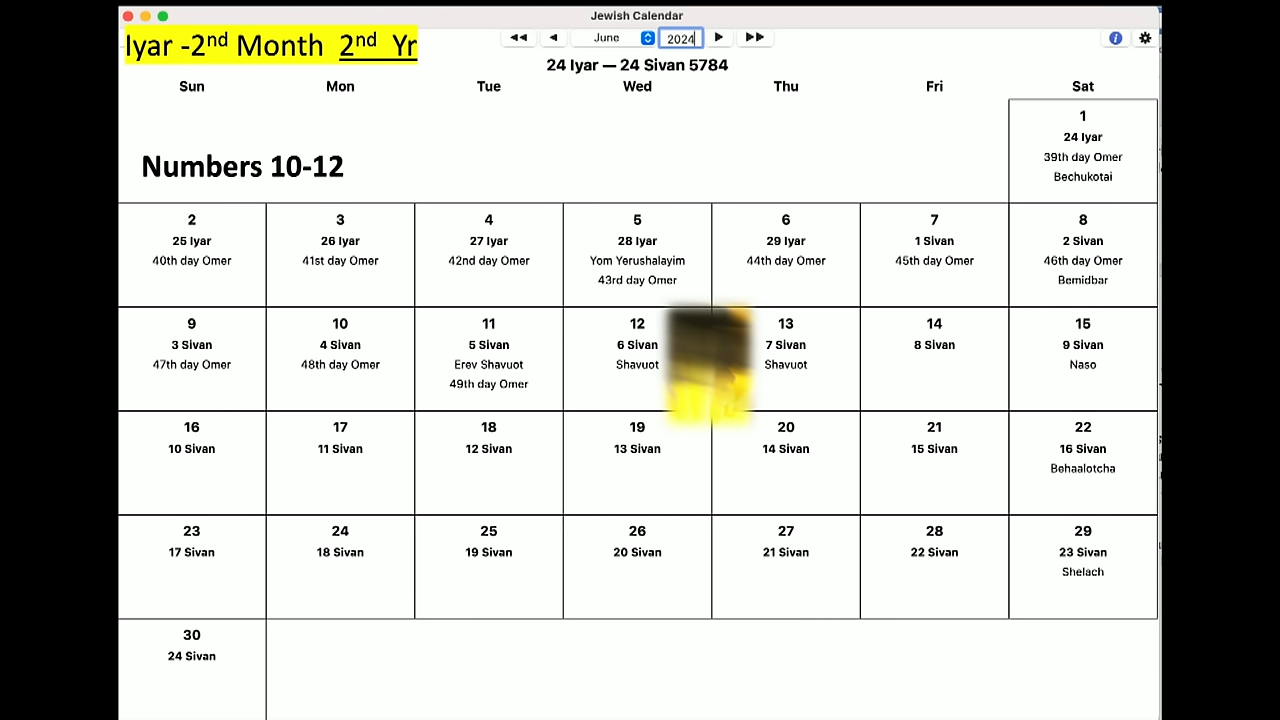 Jewish Calendar
Iyar -2nd Month 2nd Yr
June 2024
24 Iyar — 24 Sivan 5784
Sun Mon Tue Wed Thu Fri Sat
Numbers 10-12
1
24 Iyar
39th day Omer
Bechukotai
2 3 4 5 6 7 8
25 Iyar 26 Iyar 27 Iyar 28 Iyar 29 Iyar 1 Sivan 2 Sivan
40th day Omer 41st day Omer 42nd day Omer Yom Yerushalayim 44th day Omer 45th day Omer 46th day Omer
43rd day Omer Bemidbar
9 10 11 12 13 14 15
3 Sivan 4 Sivan 5 Sivan 6 Sivan 7 Sivan 8 Sivan 9 Sivan
47th day Omer 48th day Omer Erev Shavuot Shavuot Shavuot Naso
49th day Omer
16 17 18 19 20 21 22
10 Sivan 11 Sivan 12 Sivan 13 Sivan 14 Sivan 15 Sivan 16 Sivan
Behaalotcha
23 24 25 26 27 28 29
17 Sivan 18 Sivan 19 Sivan 20 Sivan 21 Sivan 22 Sivan 23 Sivan
Shelach
30
24 Sivan